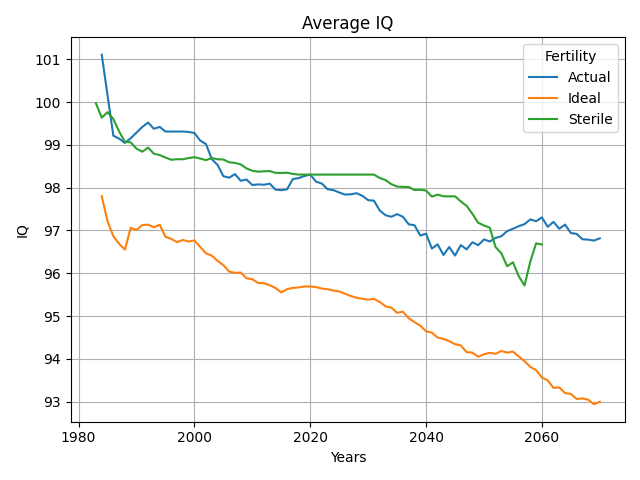 Average IQ
101
100
99
98
97
96
95
94
93
IQ
1980
2000
2020
2040
2060
Years
Fertility
Actual
Ideal
Sterile